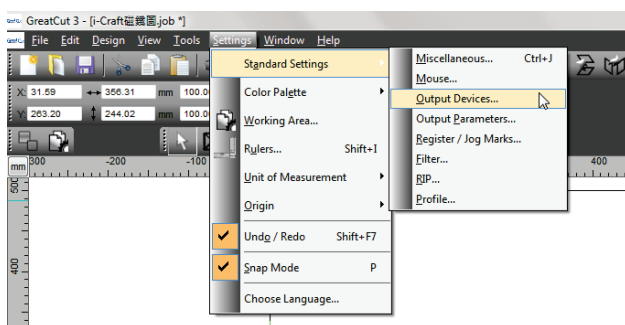 GreatCut 3 - [i-Craft磁鐵圖.job *]
File Edit Design View Tools Settings Window Help
X: 31.59 356.31 mm 100.0
Y: 263.20 244.02 mm 100.0
mm 300 -200 -100 400
500
400
Standard Settings
Color Palette
Working Area...
Rulers... Shift+I
Unit of Measurement
Origin
Undo / Redo Shift+F7
Snap Mode P
Choose Language...
Miscellaneous... Ctrl+J
Mouse...
Output Devices...
Output Parameters...
Register / Jog Marks...
Filter...
RIP...
Profile...